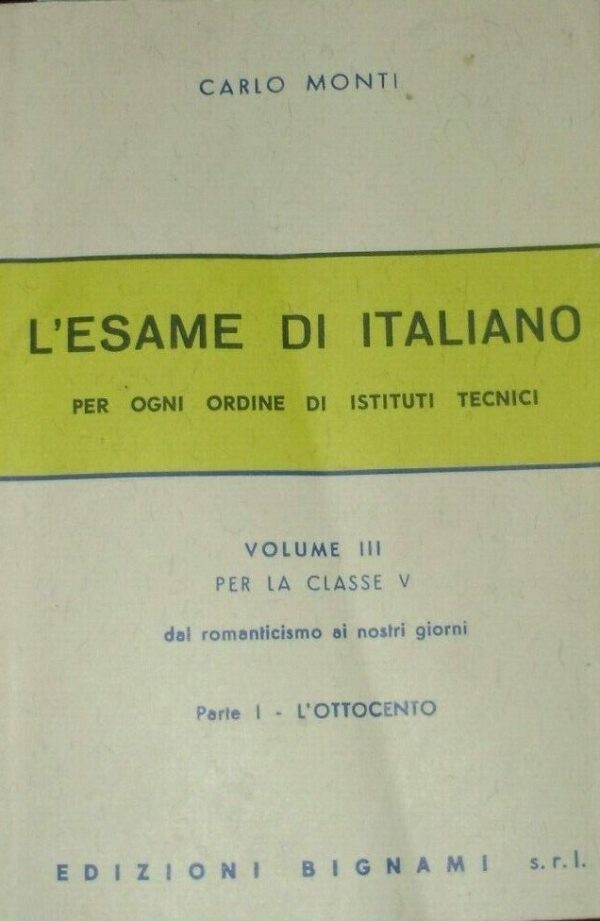 CARLO MONTI
L'ESAME DI ITALIANO
PER OGNI ORDINE DI ISTITUTI TECNICI
VOLUME III
PER LA CLASSE V
dal romanticismo ai nostri giorni
Parte I - L'OTTOCENTO
EDIZIONI BIGNAMI s.r.l.